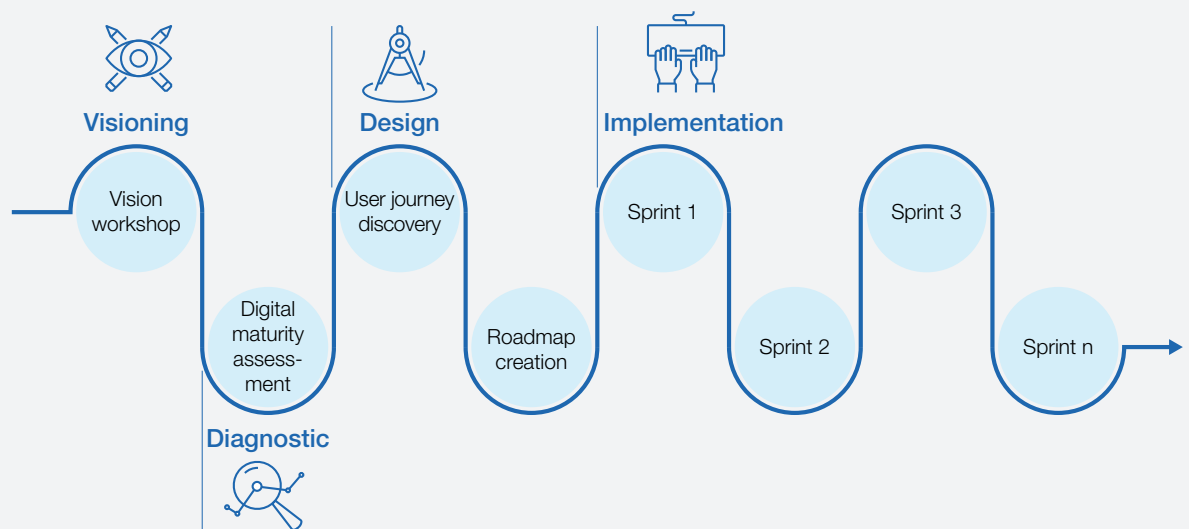 Visioning
Design
Implementation
Vision
workshop
User journey
discovery
Sprint 1
Sprint 3
Digital
maturity
assess-
ment
Roadmap
creation
Sprint 2
Sprint n
Diagnostic